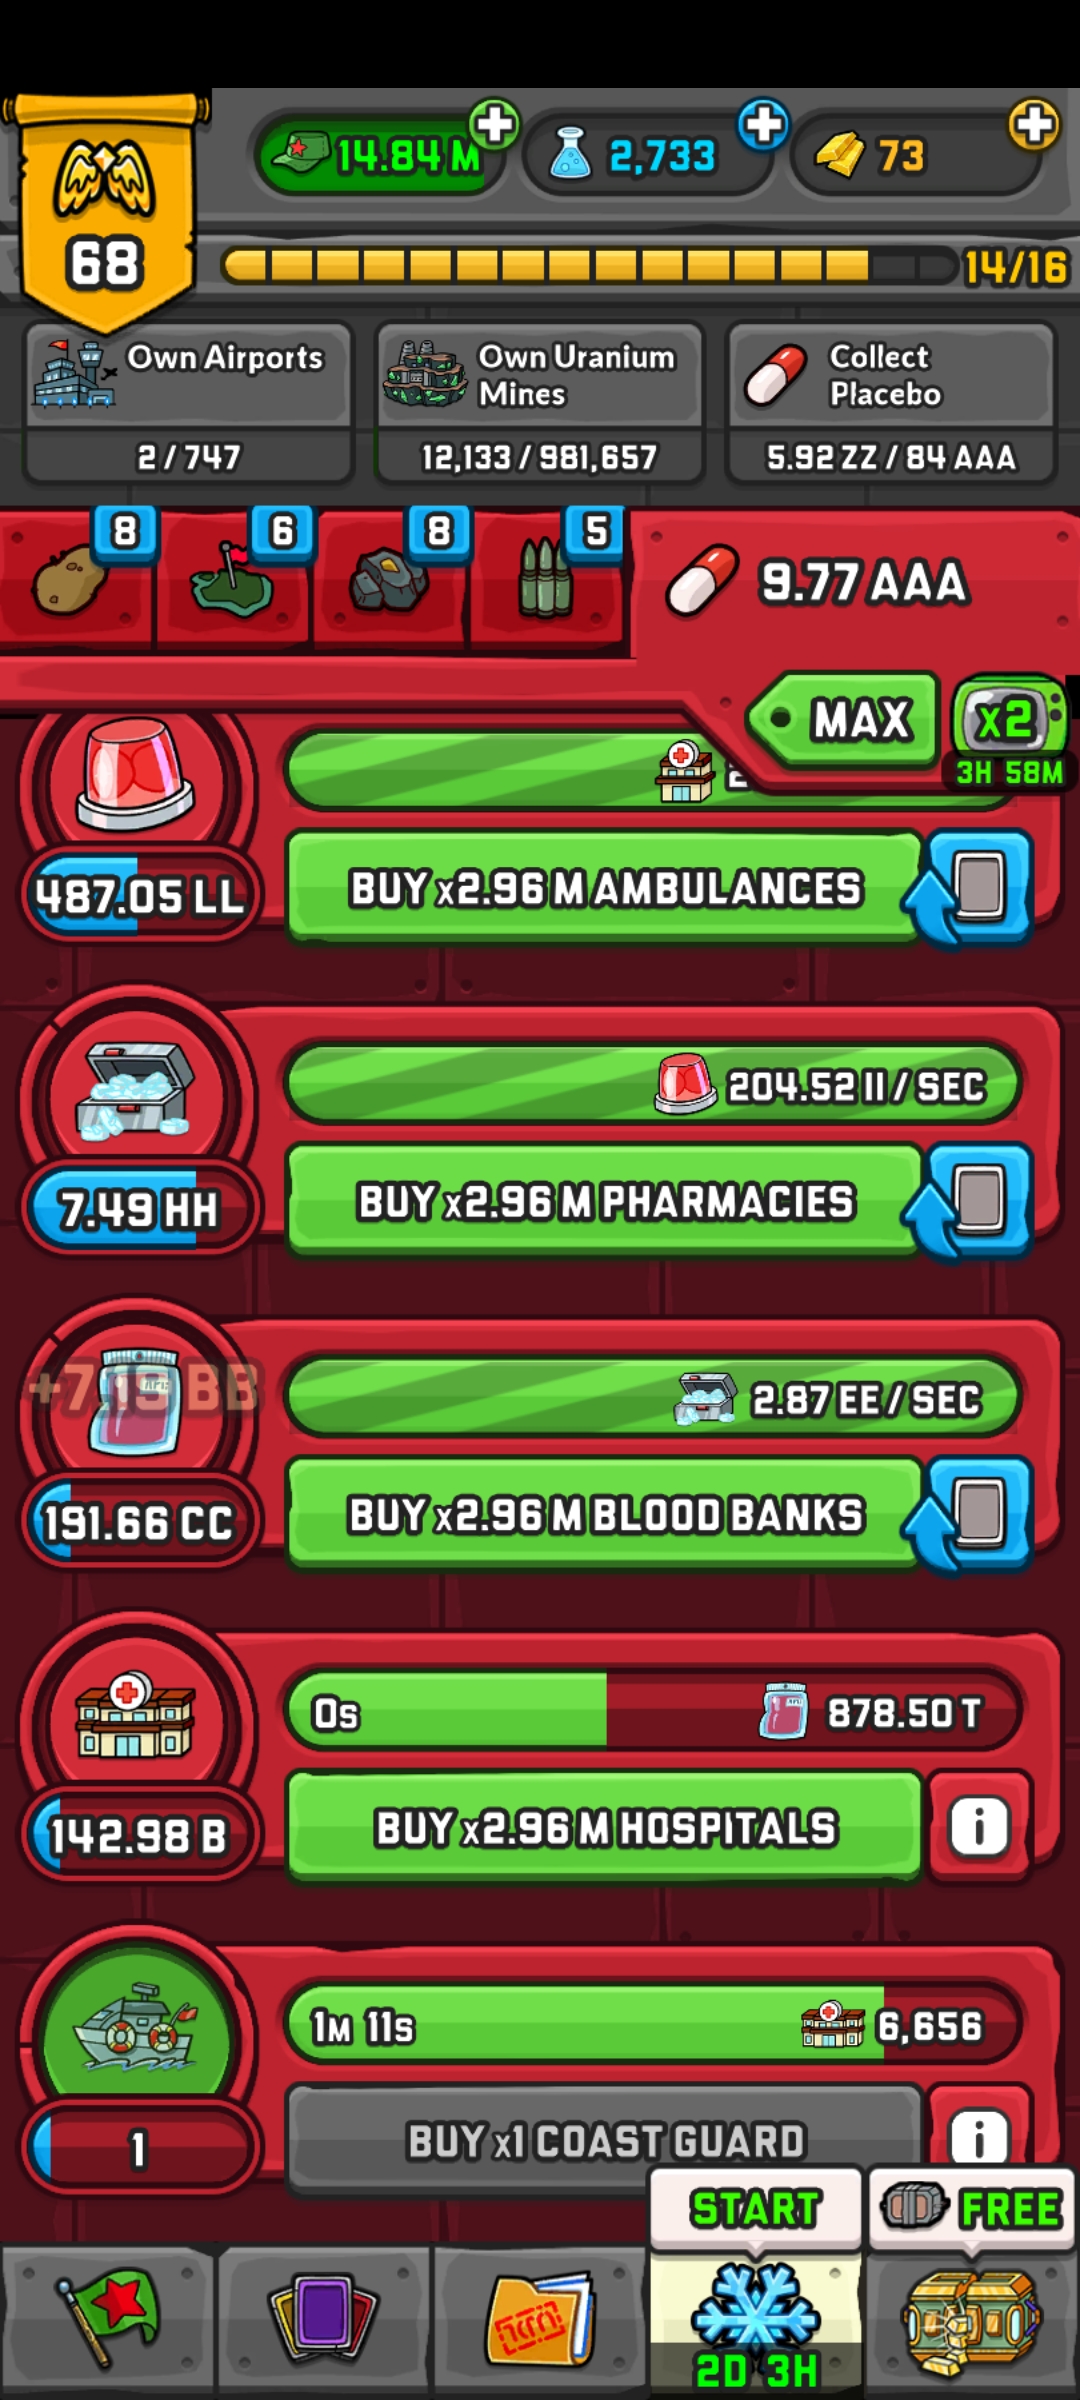 68
14.84 M
2,733
73
14/16
Own Airports
2 / 747
Own Uranium
Mines
12,133 / 981,657
Collect
Placebo
5.92 ZZ / 84 AAA
8
6
8
5
9.77 AAA
MAX
x2
3H 58M
487.05 LL
BUY x2.96 M AMBULANCES
204.52 II / SEC
7.49 HH
BUY x2.96 M PHARMACIES
+7.19 BB
2.87 EE / SEC
191.66 CC
BUY x2.96 M BLOOD BANKS
0s
878.50 T
142.98 B
BUY x2.96 M HOSPITALS
i
1M 11s
6,656
1
BUY x1 COAST GUARD
i
START
FREE
2D 3H